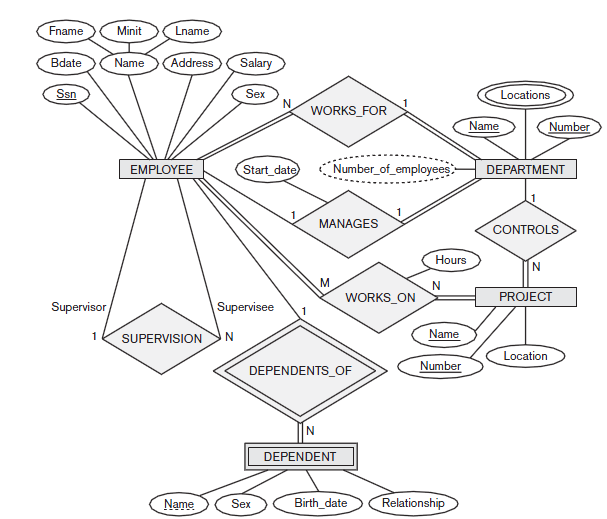 Fname Minit Lname
Bdate Name Address Salary
Ssn Sex
N WORKS_FOR 1
Locations
Name Number
EMPLOYEE Start_date Number_of_employees DEPARTMENT
1 MANAGES 1
1
CONTROLS
N
Hours
M WORKS_ON N
PROJECT
Supervisor Supervisee
1 SUPERVISION N
1
Name
Number Location
DEPENDENTS_OF
N
DEPENDENT
Name Sex Birth_date Relationship